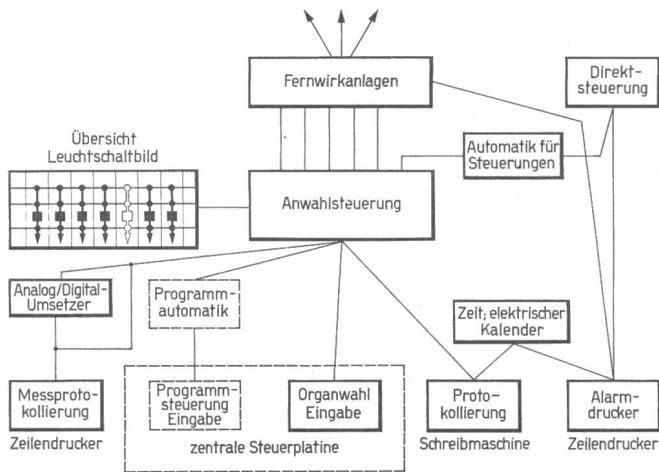 Fernwirkanlagen
Direkt-
steuerung
Übersicht
Leuchtschaltbild
Automatik für
Steuerungen
Anwahlsteuerung
Analog/Digital-
Umsetzer
Programm-
automatik
Zeit; elektrischer
Kalender
Messproto-
kollierung
Zeilendrucker
Programm-
steuerung
Eingabe
Organwahl
Eingabe
zentrale Steuerplatine
Proto-
kollierung
Schreibmaschine
Alarm-
drucker
Zeilendrucker